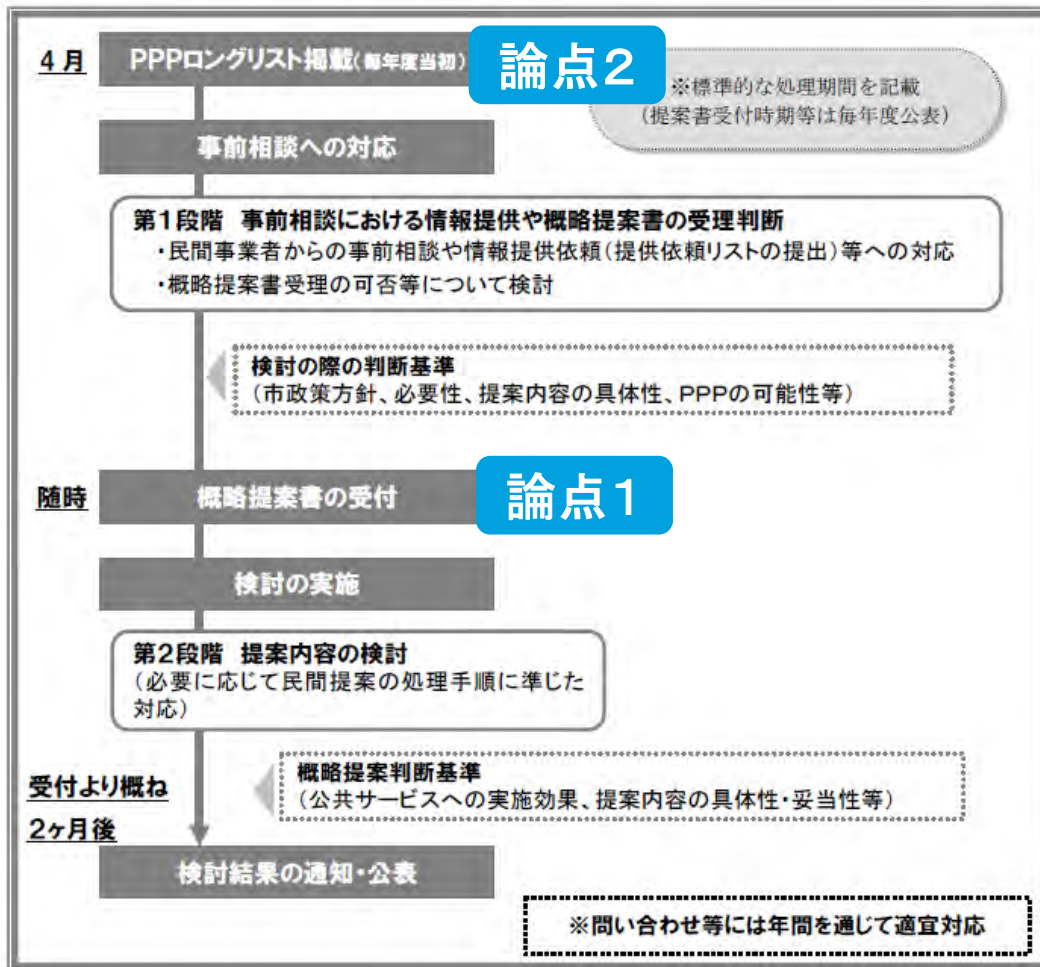 4月
PPPロングリスト掲載(毎年度当初)
論点2
※標準的な処理期間を記載
(提案書受付時期等は毎年度公表)
事前相談への対応
第1段階 事前相談における情報提供や概略提案書の受理判断
・民間事業者からの事前相談や情報提供依頼(提供依頼リストの提出)等への対応
・概略提案書受理の可否等について検討
検討の際の判断基準
(市政策方針、必要性、提案内容の具体性、PPPの可能性等)
随時
概略提案書の受付
論点1
検討の実施
第2段階 提案内容の検討
(必要に応じて民間提案の処理手順に準じた
対応)
概略提案判断基準
(公共サービスへの実施効果、提案内容の具体性・妥当性等)
受付より概ね
2ヶ月後
検討結果の通知・公表
※問い合わせ等には年間を通じて適宜対応